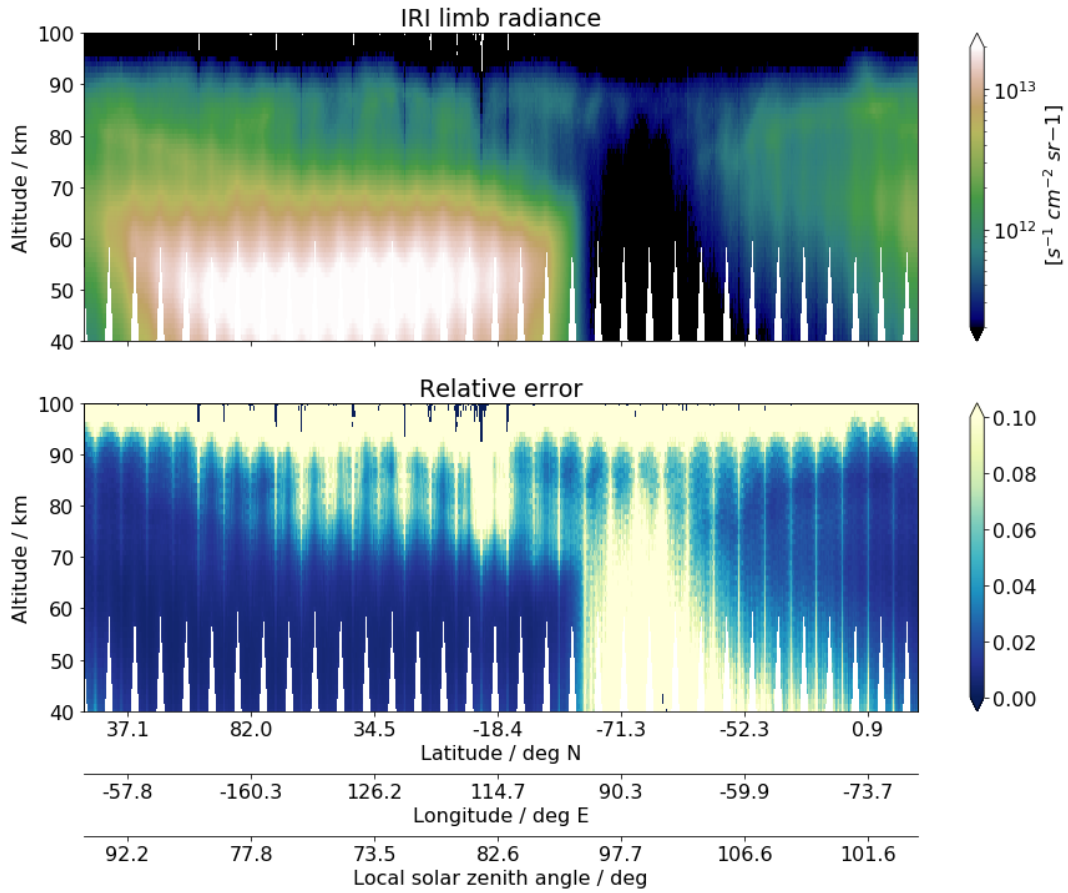 IRI limb radiance
100
90
80
70
60
50
40
Altitude / km
10^13
10^12
[s^−1 cm^−2 sr−1]
Relative error
100
90
80
70
60
50
40
Altitude / km
0.10
0.08
0.06
0.04
0.02
0.00
37.1 82.0 34.5 -18.4 -71.3 -52.3 0.9
Latitude / deg N
-57.8 -160.3 126.2 114.7 90.3 -59.9 -73.7
Longitude / deg E
92.2 77.8 73.5 82.6 97.7 106.6 101.6
Local solar zenith angle / deg